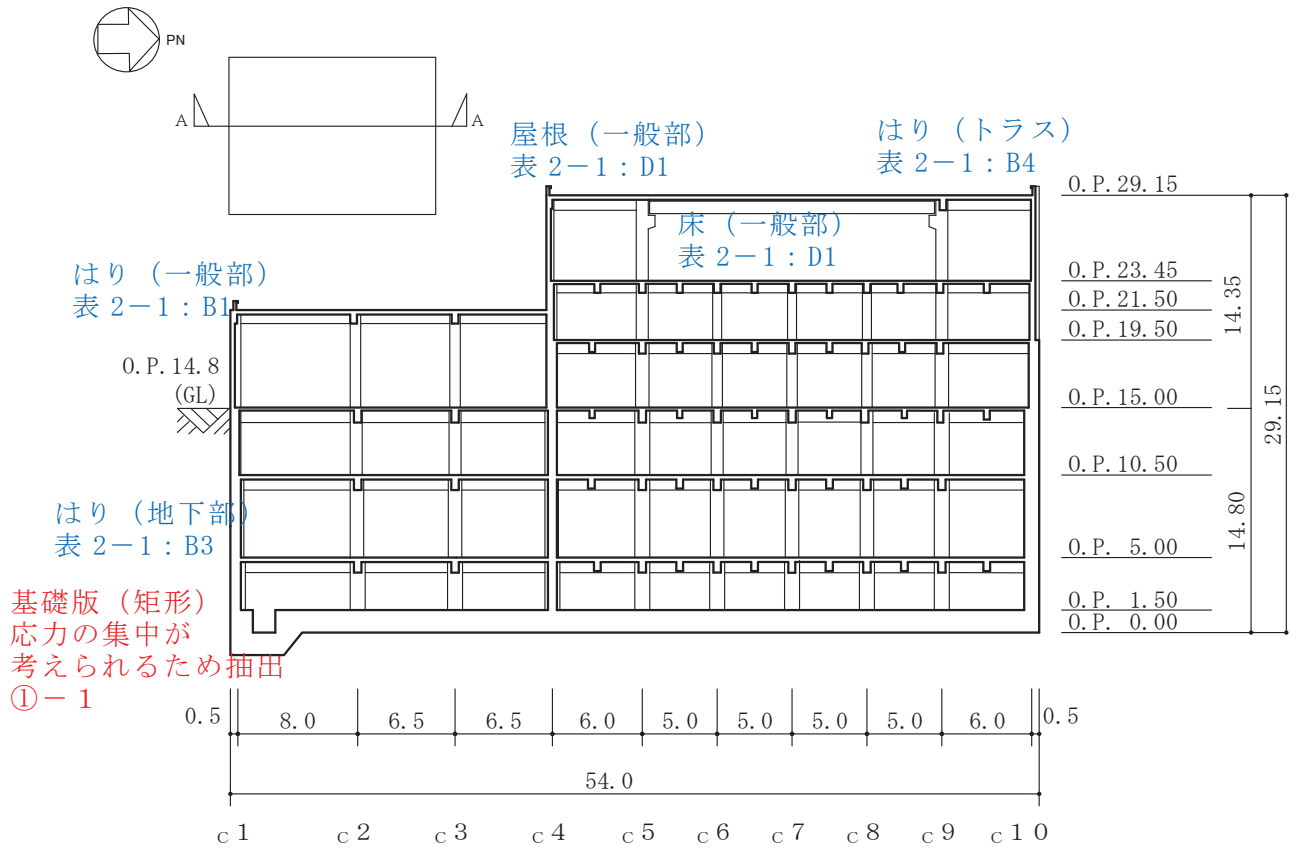 PN
A
A
屋根（一般部）
表2－1：D1
はり（トラス）
表2－1：B4
床（一般部）
表2－1：D1
はり（一般部）
表2－1：B1
O.P.14.8
(GL)
はり（地下部）
表2－1：B3
基礎版（矩形）
応力の集中が
考えられるため抽出
①－１
O.P.29.15
O.P.23.45
O.P.21.50
O.P.19.50
O.P.15.00
O.P.10.50
O.P. 5.00
O.P. 1.50
O.P. 0.00
14.35
14.80
29.15
0.5 8.0 6.5 6.5 6.0 5.0 5.0 5.0 5.0 6.0 0.5
54.0
c1 c2 c3 c4 c5 c6 c7 c8 c9 c10